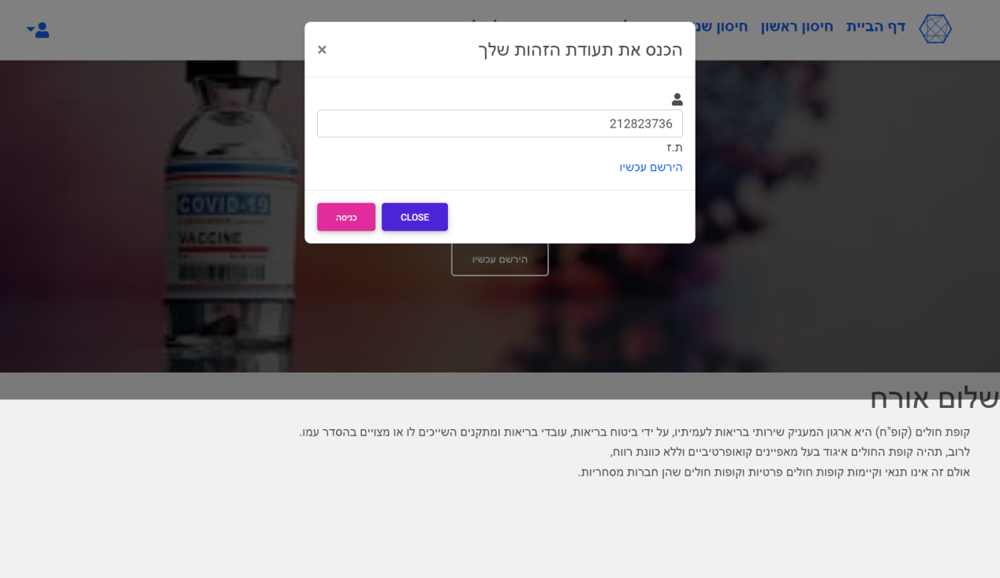 דף הביית
חיסון ראשון
חיסון שנ
הכנס את תעודת הזהות שלך
×
212823736
ת.ז
הירשם עכשיו
CLOSE
כניסה
COVID-19
VACCINE
הירשם עכשיו
שלום אורח
קופת חולים (קופ"ח) היא ארגון המעניק שירותי בריאות לעמיתיו, על ידי ביטוח בריאות, עובדי בריאות ומתקנים השייכים לו או מצויים בהסדר עמו.
לרוב, תהיה קופת החולים איגוד בעל מאפיינים קואופרטיביים וללא כוונת רווח,
אולם זה אינו תנאי וקיימות קופות חולים פרטיות וקופות חולים שהן חברות מסחריות.